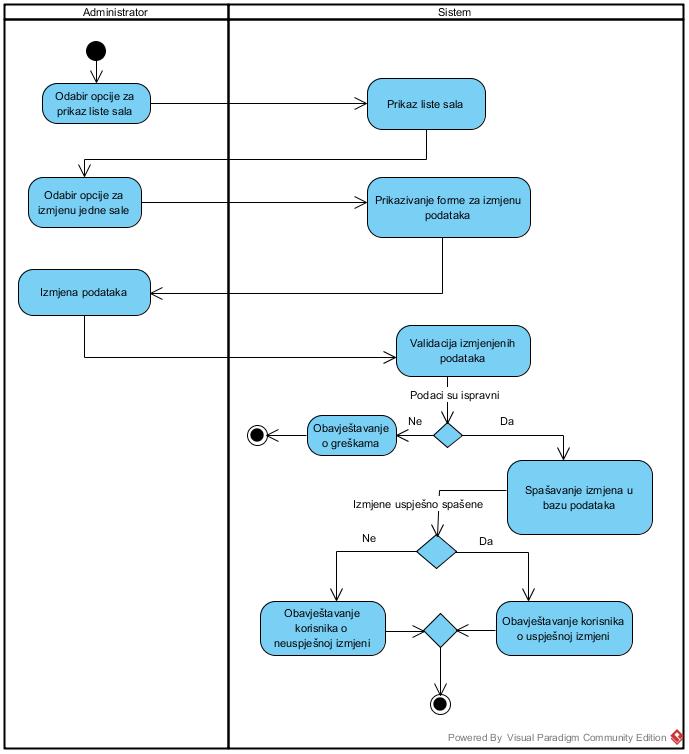 Administrator
Sistem
Odabir opcije za
prikaz liste sala
Prikaz liste sala
Odabir opcije za
izmjenu jedne sale
Prikazivanje forme za izmjenu
podataka
Izmjena podataka
Validacija izmjenjenih
podataka
Podaci su ispravni
Ne
Da
Obavještavanje
o greškama
Spašavanje izmjena u
bazu podataka
Izmjene uspješno spašene
Ne
Da
Obavještavanje
korisnika o
neuspješnoj izmjeni
Obavještavanje korisnika
o uspješnoj izmjeni
Powered By Visual Paradigm Community Edition